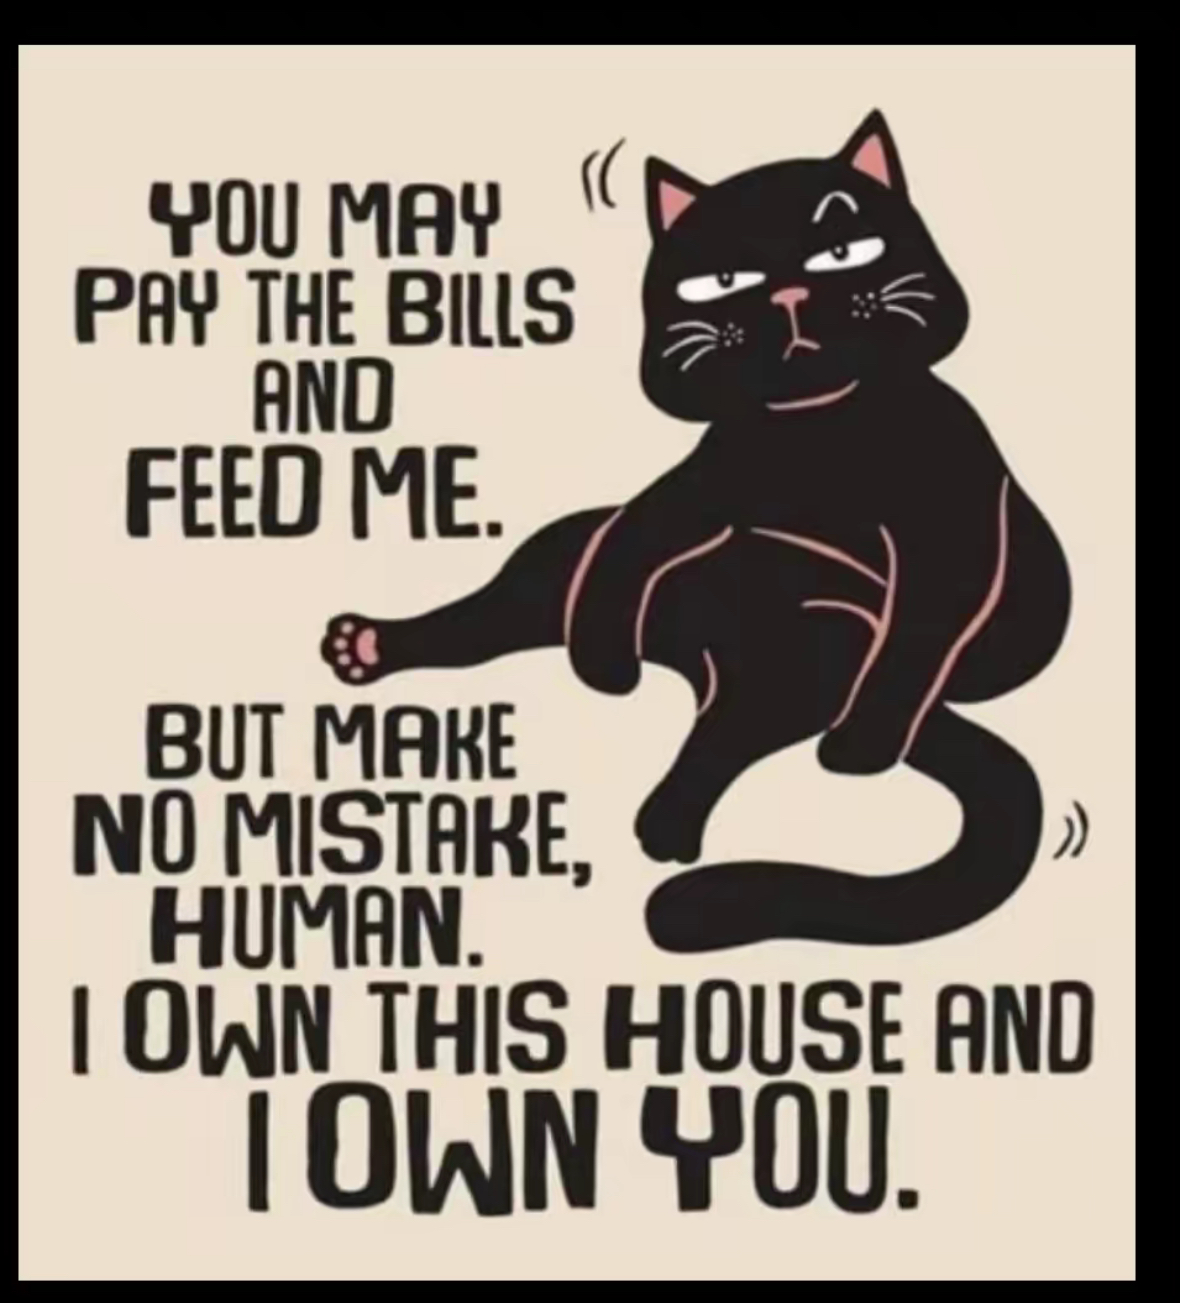 YOU MAY
PAY THE BILLS
AND
FEED ME.
BUT MAKE
NO MISTAKE,
HUMAN.
I OWN THIS HOUSE AND
I OWN YOU.